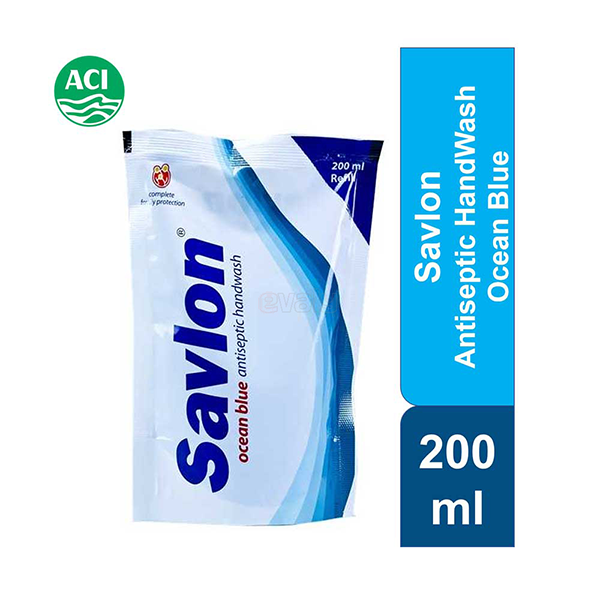 ACI
200 ml
Refill
complete
family protection
Savlon®
ocean blue antiseptic handwash
eva
Savlon
Antiseptic HandWash
Ocean Blue
200
ml